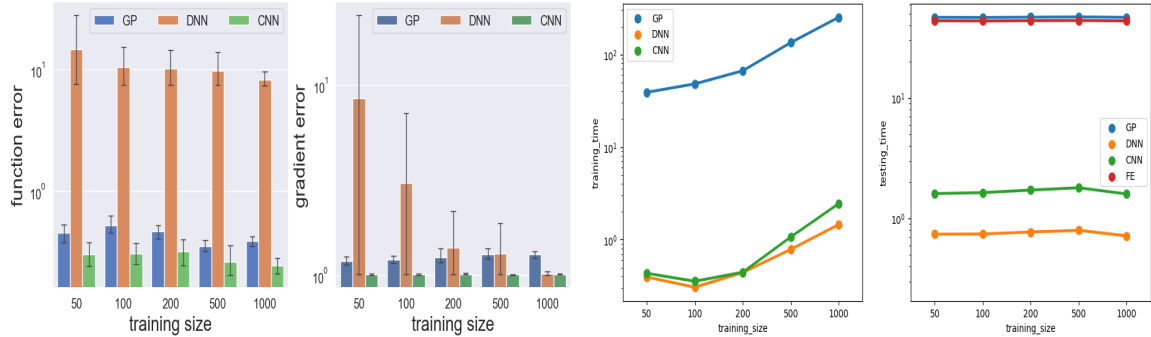 GP DNN CNN
function error
10¹
10⁰
50 100 200 500 1000
training size
GP DNN CNN
gradient error
10¹
10⁰
50 100 200 500 1000
training size
GP
DNN
CNN
training_time
10²
10¹
10⁰
50 100 200 500 1000
training_size
GP
DNN
CNN
FE
testing_time
10¹
10⁰
50 100 200 500 1000
training_size